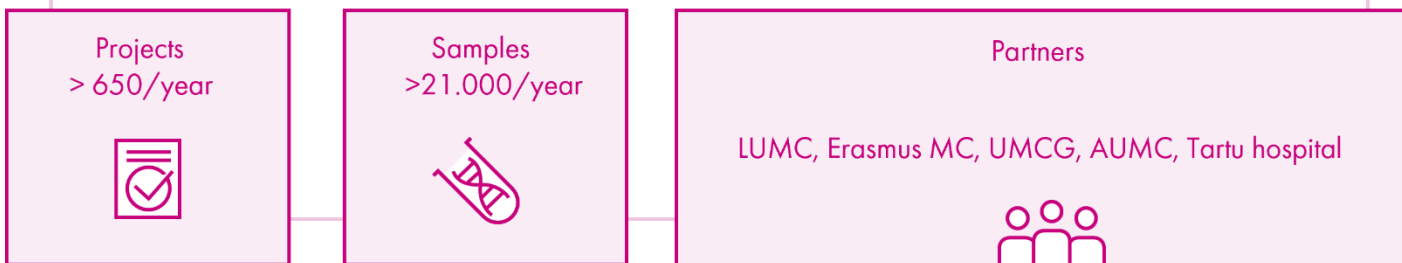 Projects
> 650/year
Samples
>21.000/year
Partners
LUMC, Erasmus MC, UMCG, AUMC, Tartu hospital